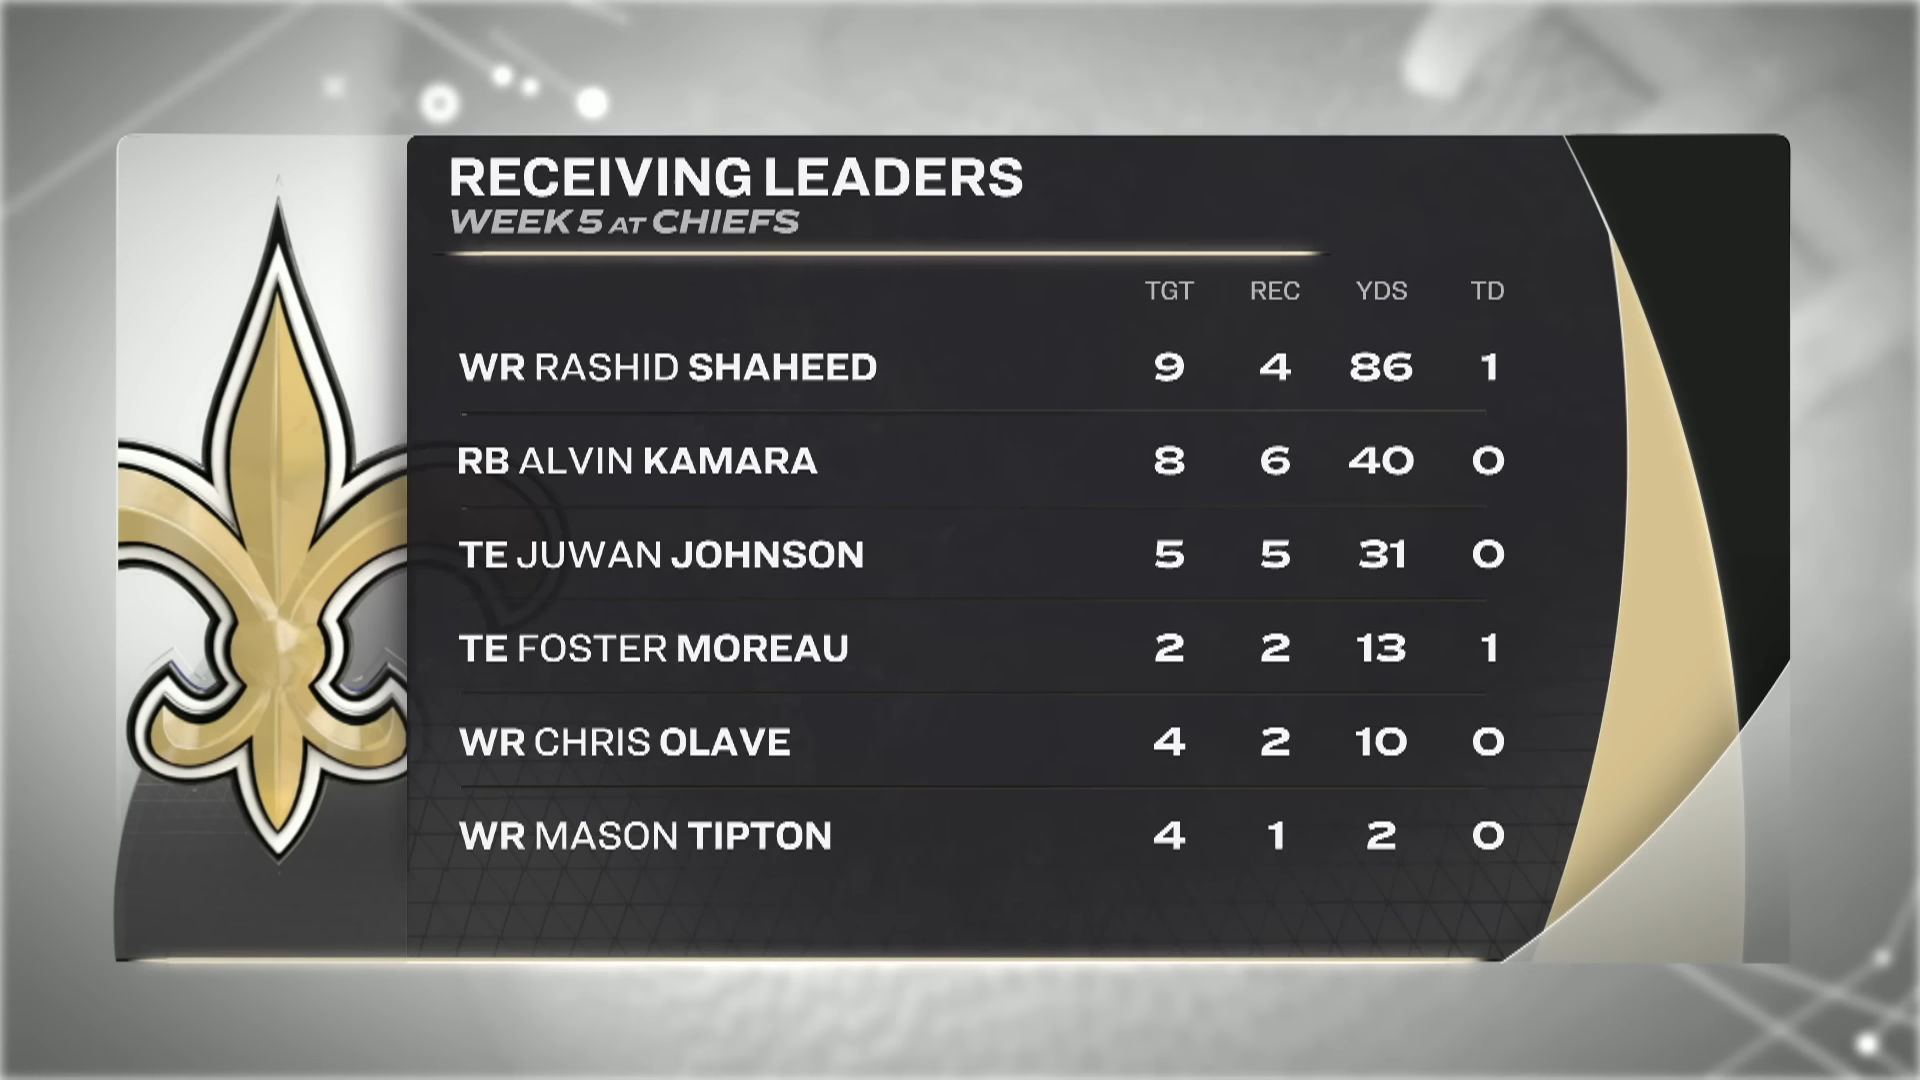 RECEIVING LEADERS
WEEK 5 AT CHIEFS
TGT REC YDS TD
WR RASHID SHAHEED 9 4 86 1
RB ALVIN KAMARA 8 6 40 0
TE JUWAN JOHNSON 5 5 31 0
TE FOSTER MOREAU 2 2 13 1
WR CHRIS OLAVE 4 2 10 0
WR MASON TIPTON 4 1 2 0